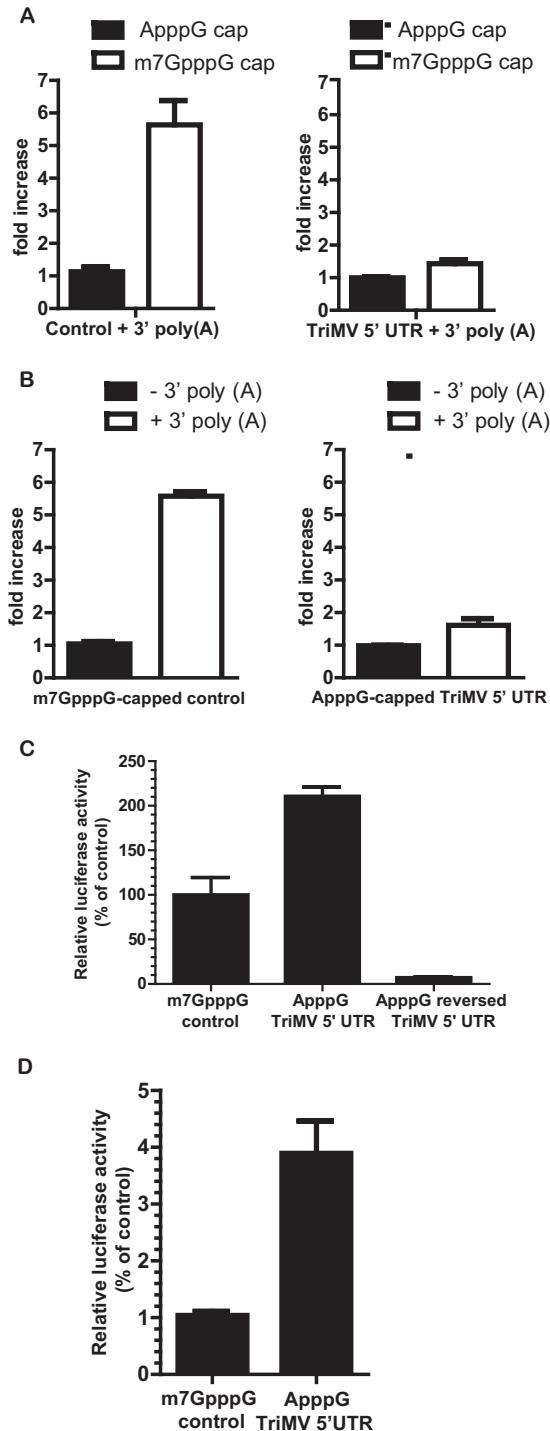 A
ApppG cap
m7GpppG cap
fold increase
7
6
5
4
3
2
1
0
Control + 3' poly(A)
ApppG cap
m7GpppG cap
fold increase
7
6
5
4
3
2
1
0
TriMV 5' UTR + 3' poly (A)
B
- 3' poly (A)
+ 3' poly (A)
fold increase
7
6
5
4
3
2
1
0
m7GpppG-capped control
- 3' poly (A)
+ 3' poly (A)
fold increase
7
6
5
4
3
2
1
0
ApppG-capped TriMV 5' UTR
C
Relative luciferase activity
(% of control)
250
200
150
100
50
0
m7GpppG
control
ApppG
TriMV 5' UTR
ApppG reversed
TriMV 5' UTR
D
Relative luciferase activity
(% of control)
5
4
3
2
1
0
m7GpppG
control
ApppG
TriMV 5'UTR